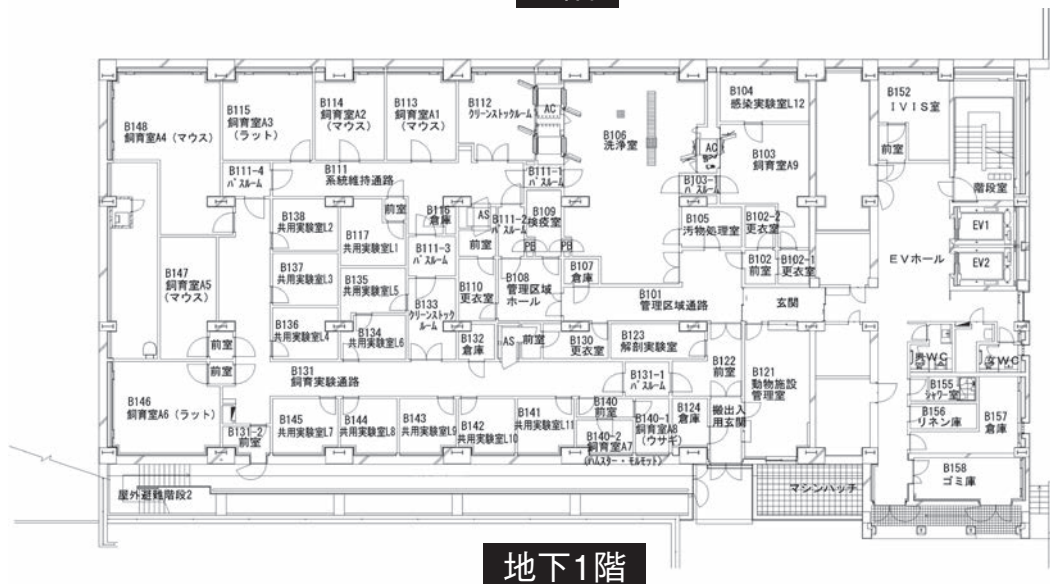 B148
飼育室A4（マウス）
B115
飼育室A3
（ラット）
B114
飼育室A2
（マウス）
B113
飼育室A1
（マウス）
B112
クリーンストックルーム
AC
B106
洗浄室
B104
感染実験室L12
AC
B103
飼育室A9
B152
ＩＶＩＳ室
前室
階段室
B111-4
パスルーム
B111
系統維持通路
B111-1
パスルーム
B103-1
パスルーム
B138
共用実験室L2
B117
共用実験室L1
前室
B116
倉庫
AS
前室
B111-2
パスルーム
B109
検疫室
B105
汚物処理室
B102-2
更衣室
EV1
EV2
ＥＶホール
B147
飼育室A5
（マウス）
B137
共用実験室L3
B135
共用実験室L5
B111-3
パスルーム
PB
PB
B110
更衣室
B108
管理区域
ホール
B107
倉庫
B102
前室
B102-1
更衣室
B101
管理区域通路
玄関
B133
クリーンストック
ルーム
B136
共用実験室L4
B134
共用実験室L6
B132
倉庫
AS
前室
B130
更衣室
B123
解剖実験室
前室
前室
B131
飼育実験通路
B131-1
パスルーム
B122
前室
B121
動物施設
管理室
男ＷＣ
女ＷＣ
B155
シャワー室
B156
リネン庫
B157
倉庫
B146
飼育室A6（ラット）
B131-2
前室
B145
共用実験室L7
B144
共用実験室L8
B143
共用実験室L9
B142
共用実験室L10
B141
共用実験室L11
B140
前室
B140-1
飼育室A8
（ウサギ）
B140-2
飼育室A7
（ハムスター・モルモット）
B124
倉庫
搬出入
用玄関
B158
ゴミ庫
屋外避難階段2
マシンハッチ
地下1階